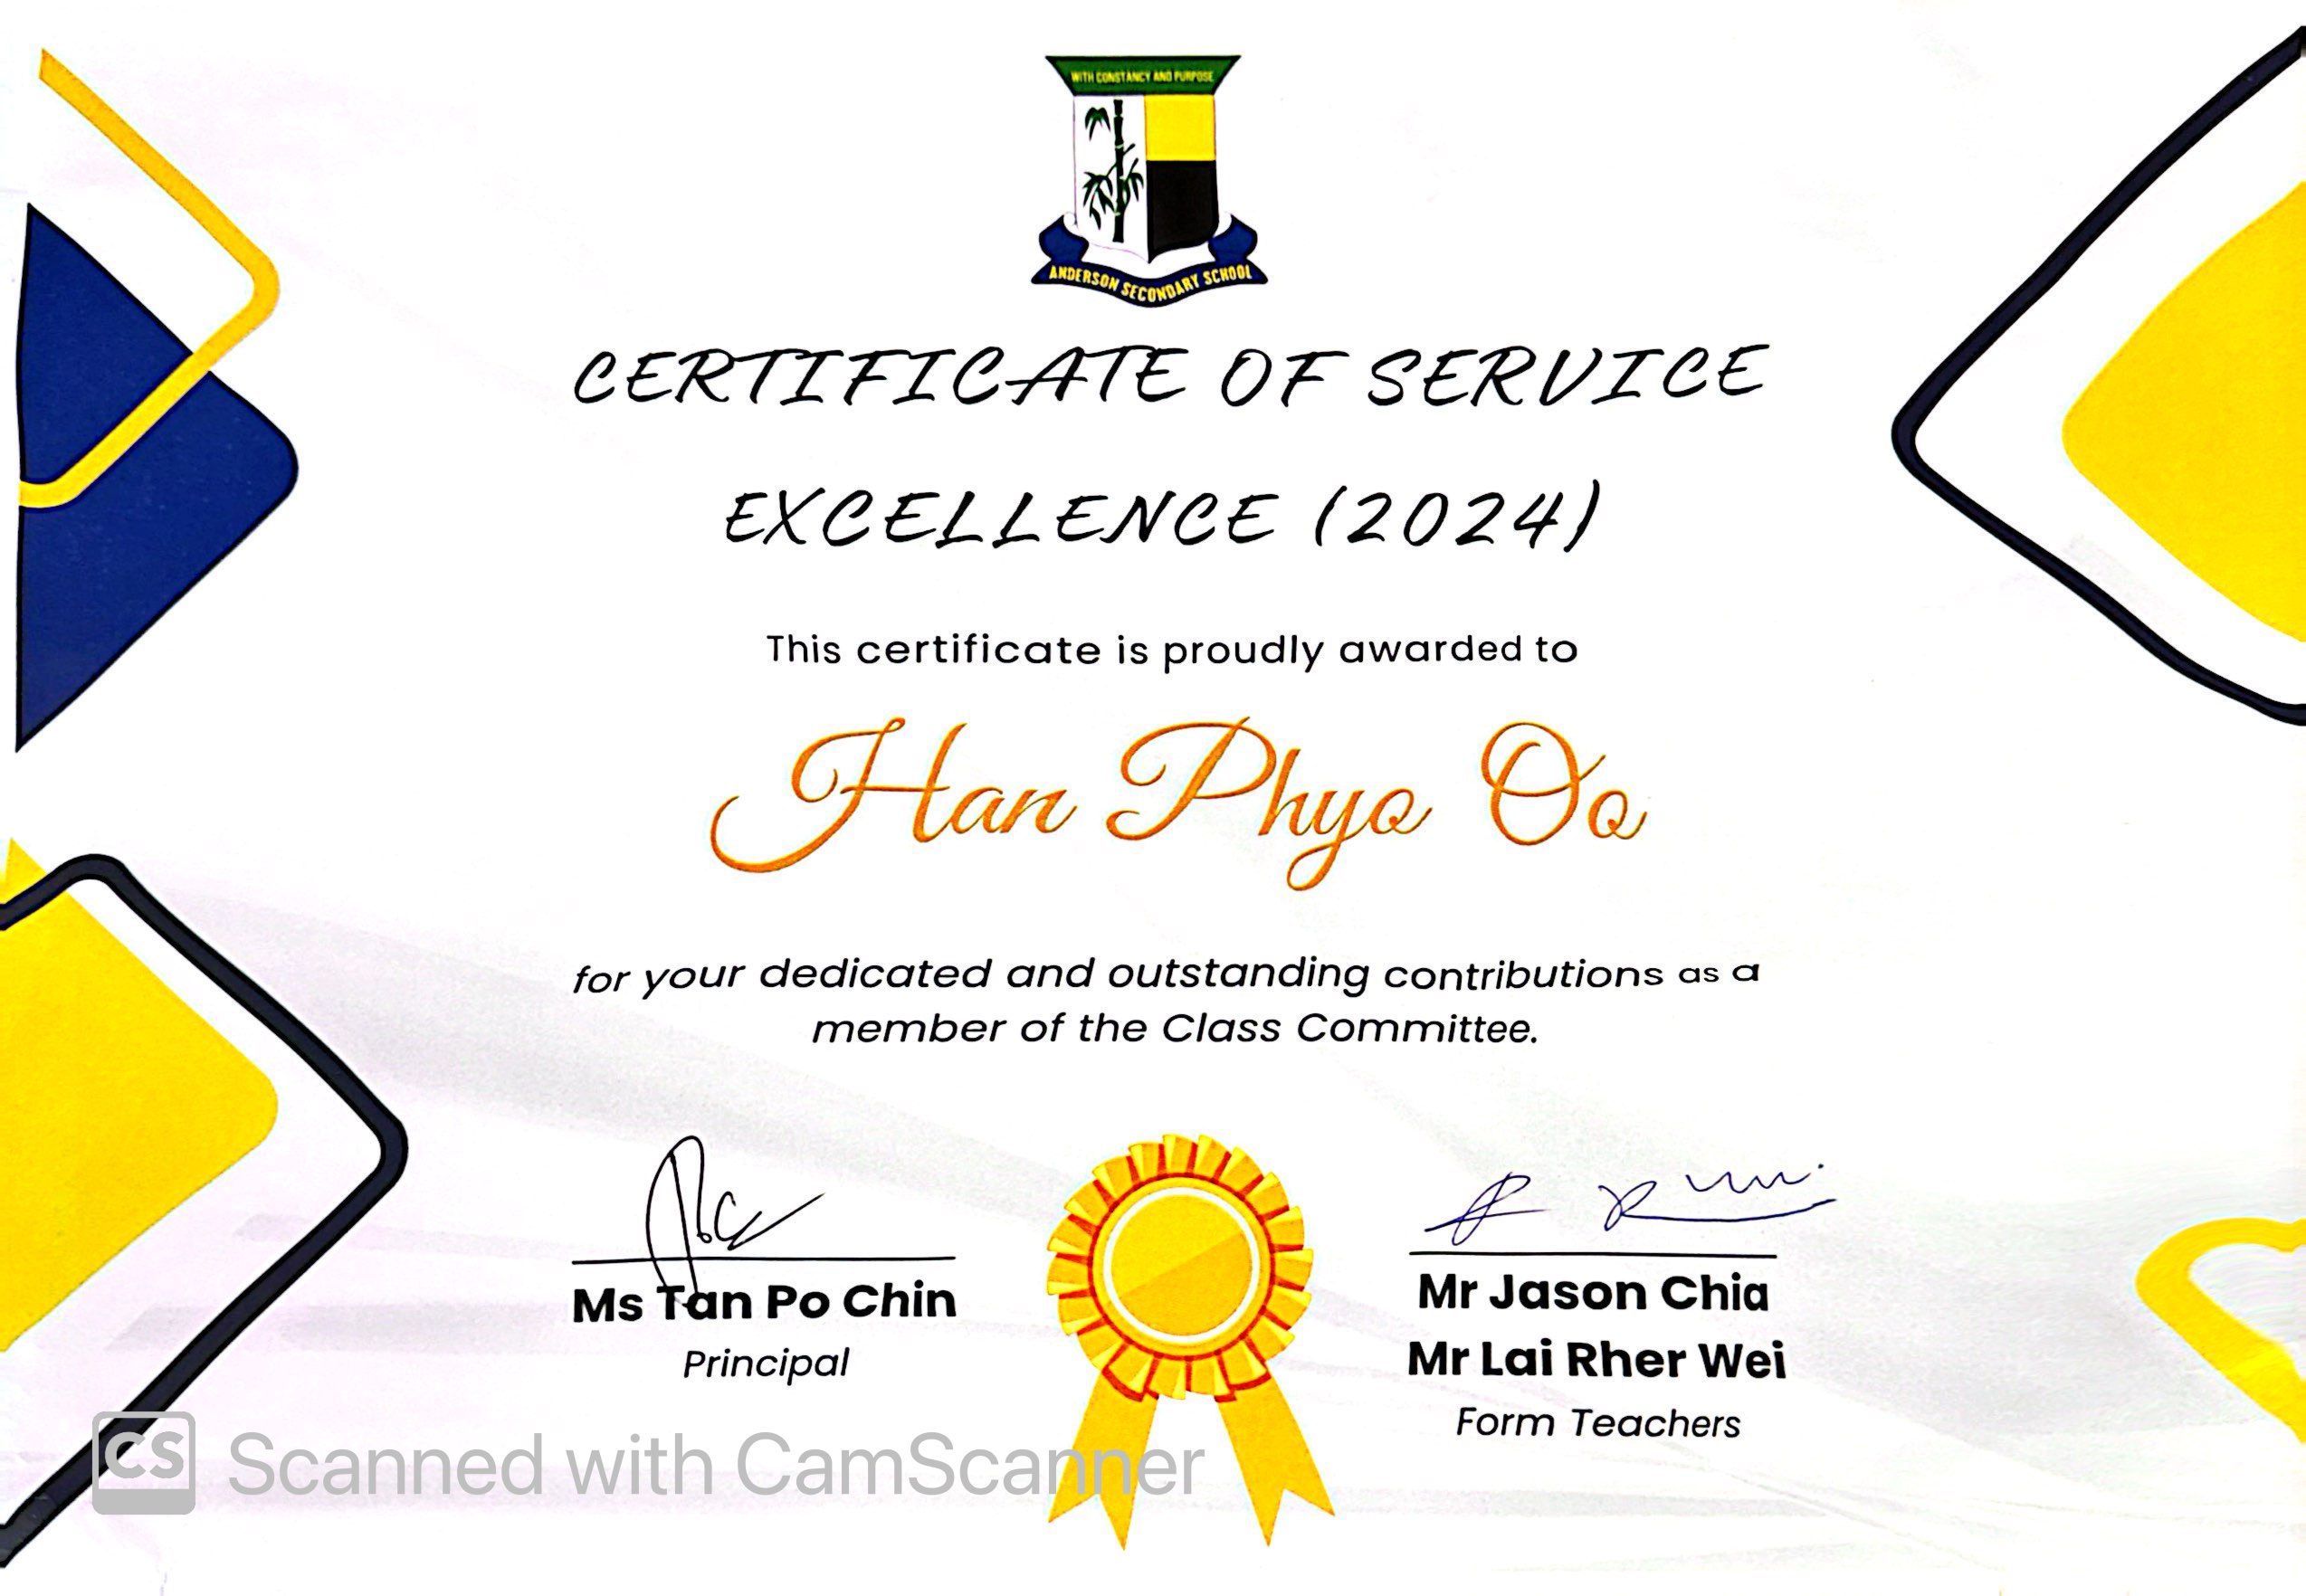 WITH CONSTANCY AND PURPOSE
ANDERSON SECONDARY SCHOOL
CERTIFICATE OF SERVICE
EXCELLENCE (2024)
This certificate is proudly awarded to
Han Phyo Oo
for your dedicated and outstanding contributions as a
member of the Class Committee.
Ms Tan Po Chin
Principal
Mr Jason Chia
Mr Lai Rher Wei
Form Teachers
CS Scanned with CamScanner